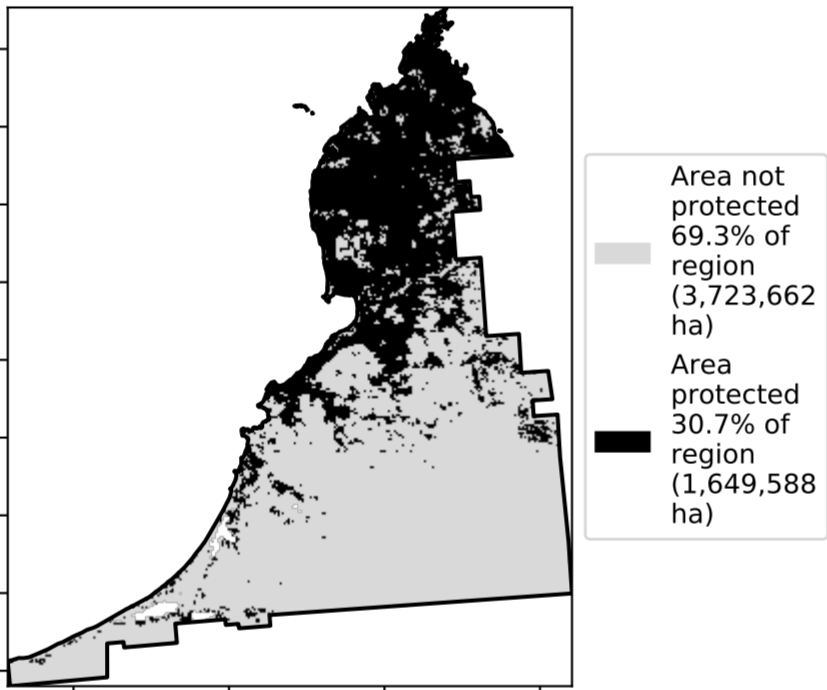 Area not
protected
69.3% of
region
(3,723,662
ha)
Area
protected
30.7% of
region
(1,649,588
ha)